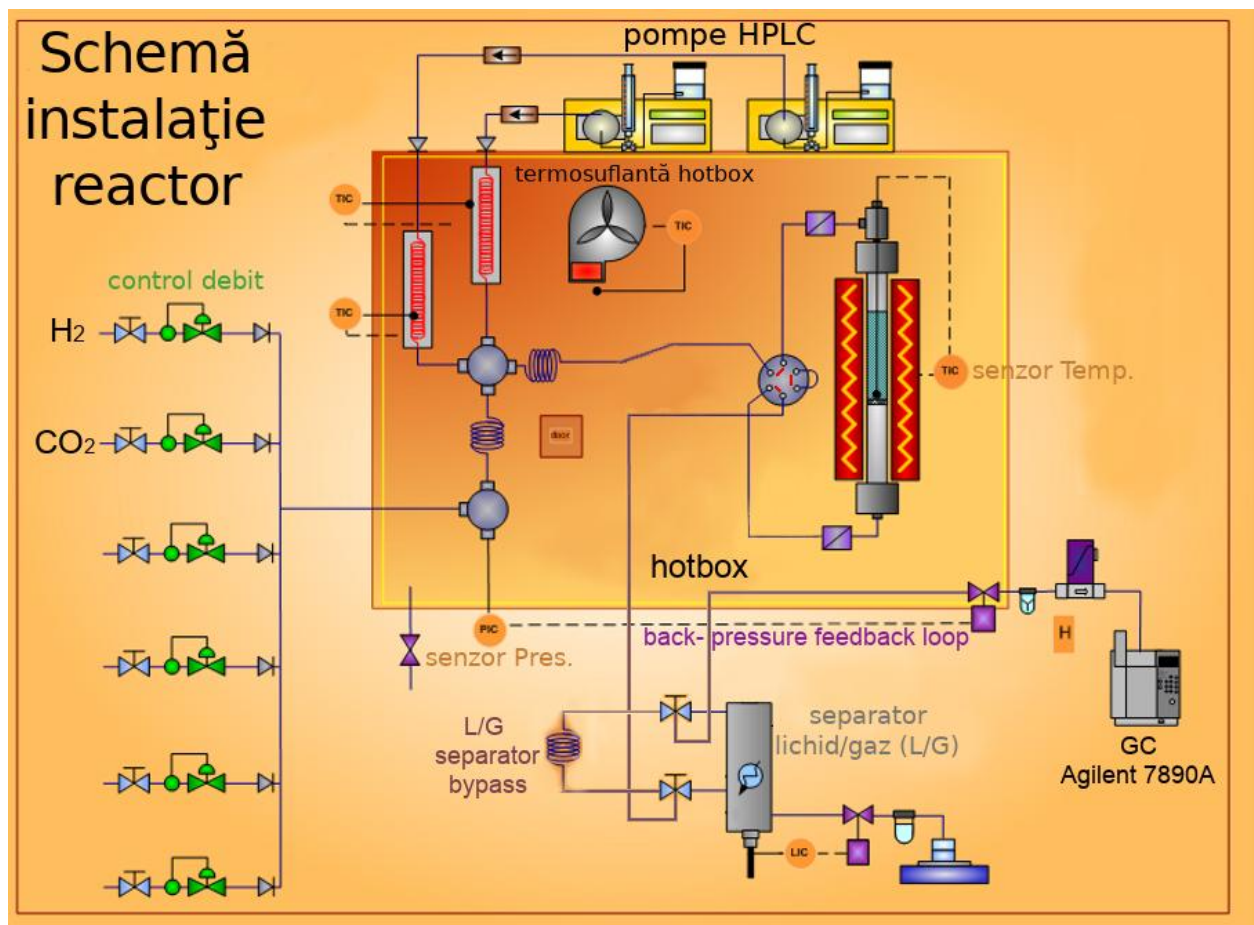 Schemă
instalaţie
reactor
pompe HPLC
termosuflantă hotbox
TIC
TIC
TIC
control debit
H2
CO2
TIC
senzor Temp.
door
hotbox
PIC
senzor Pres.
back- pressure feedback loop
H
L/G
separator
bypass
separator
lichid/gaz (L/G)
GC
Agilent 7890A
LIC